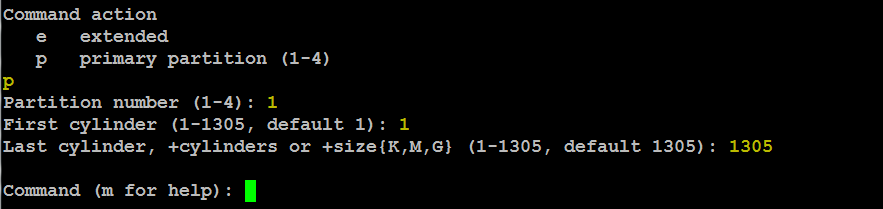 Command action
e extended
p primary partition (1-4)
p
Partition number (1-4): 1
First cylinder (1-1305, default 1): 1
Last cylinder, +cylinders or +size{K,M,G} (1-1305, default 1305): 1305
Command (m for help):